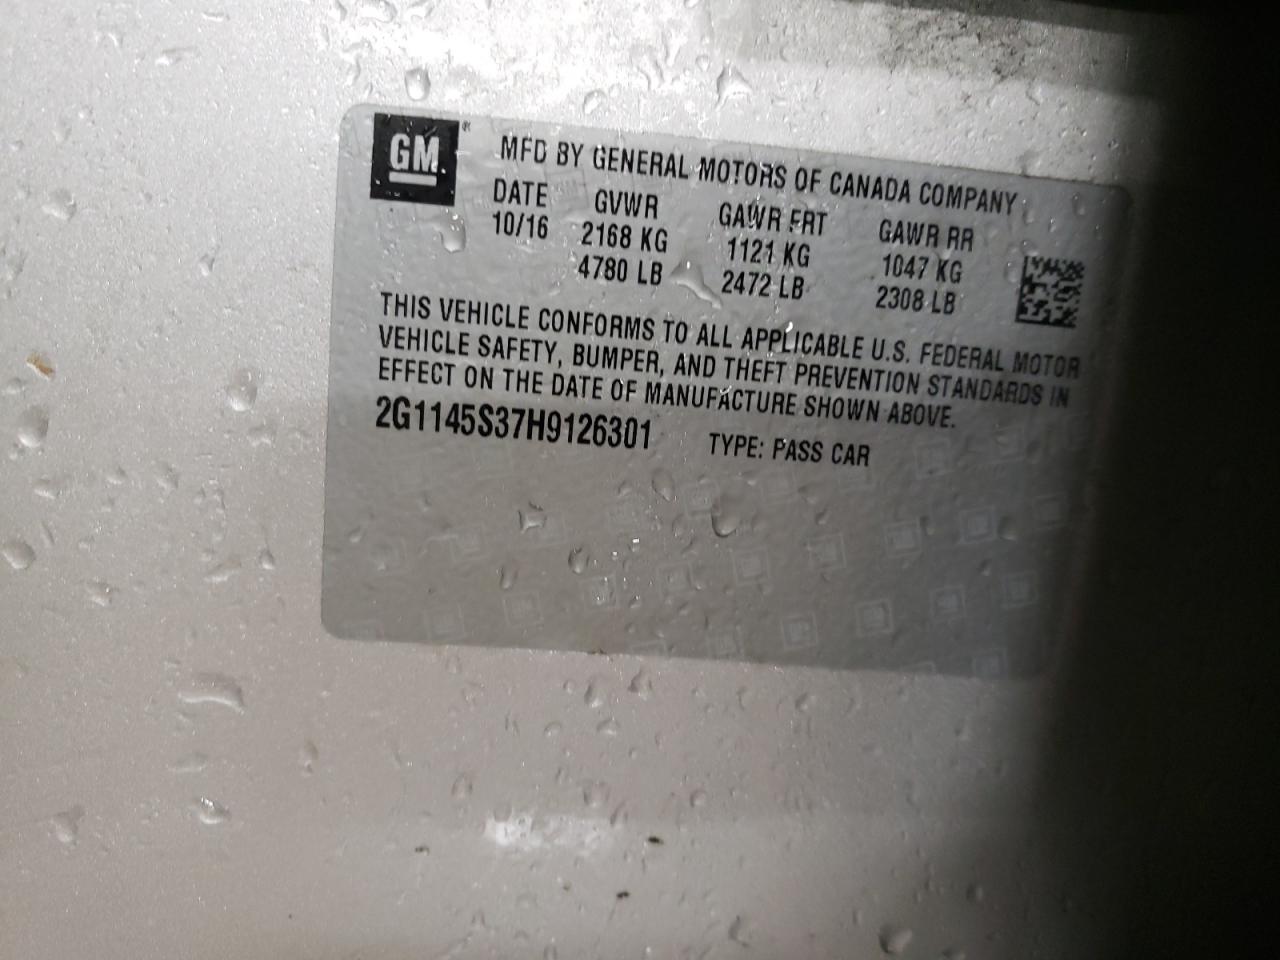 GM ®
MFD BY GENERAL MOTORS OF CANADA COMPANY
DATE GVWR GAWR FRT GAWR RR
10/16 2168 KG 1121 KG 1047 KG
4780 LB 2472 LB 2308 LB
THIS VEHICLE CONFORMS TO ALL APPLICABLE U.S. FEDERAL MOTOR
VEHICLE SAFETY, BUMPER, AND THEFT PREVENTION STANDARDS IN
EFFECT ON THE DATE OF MANUFACTURE SHOWN ABOVE.
2G1145S37H9126301 TYPE: PASS CAR